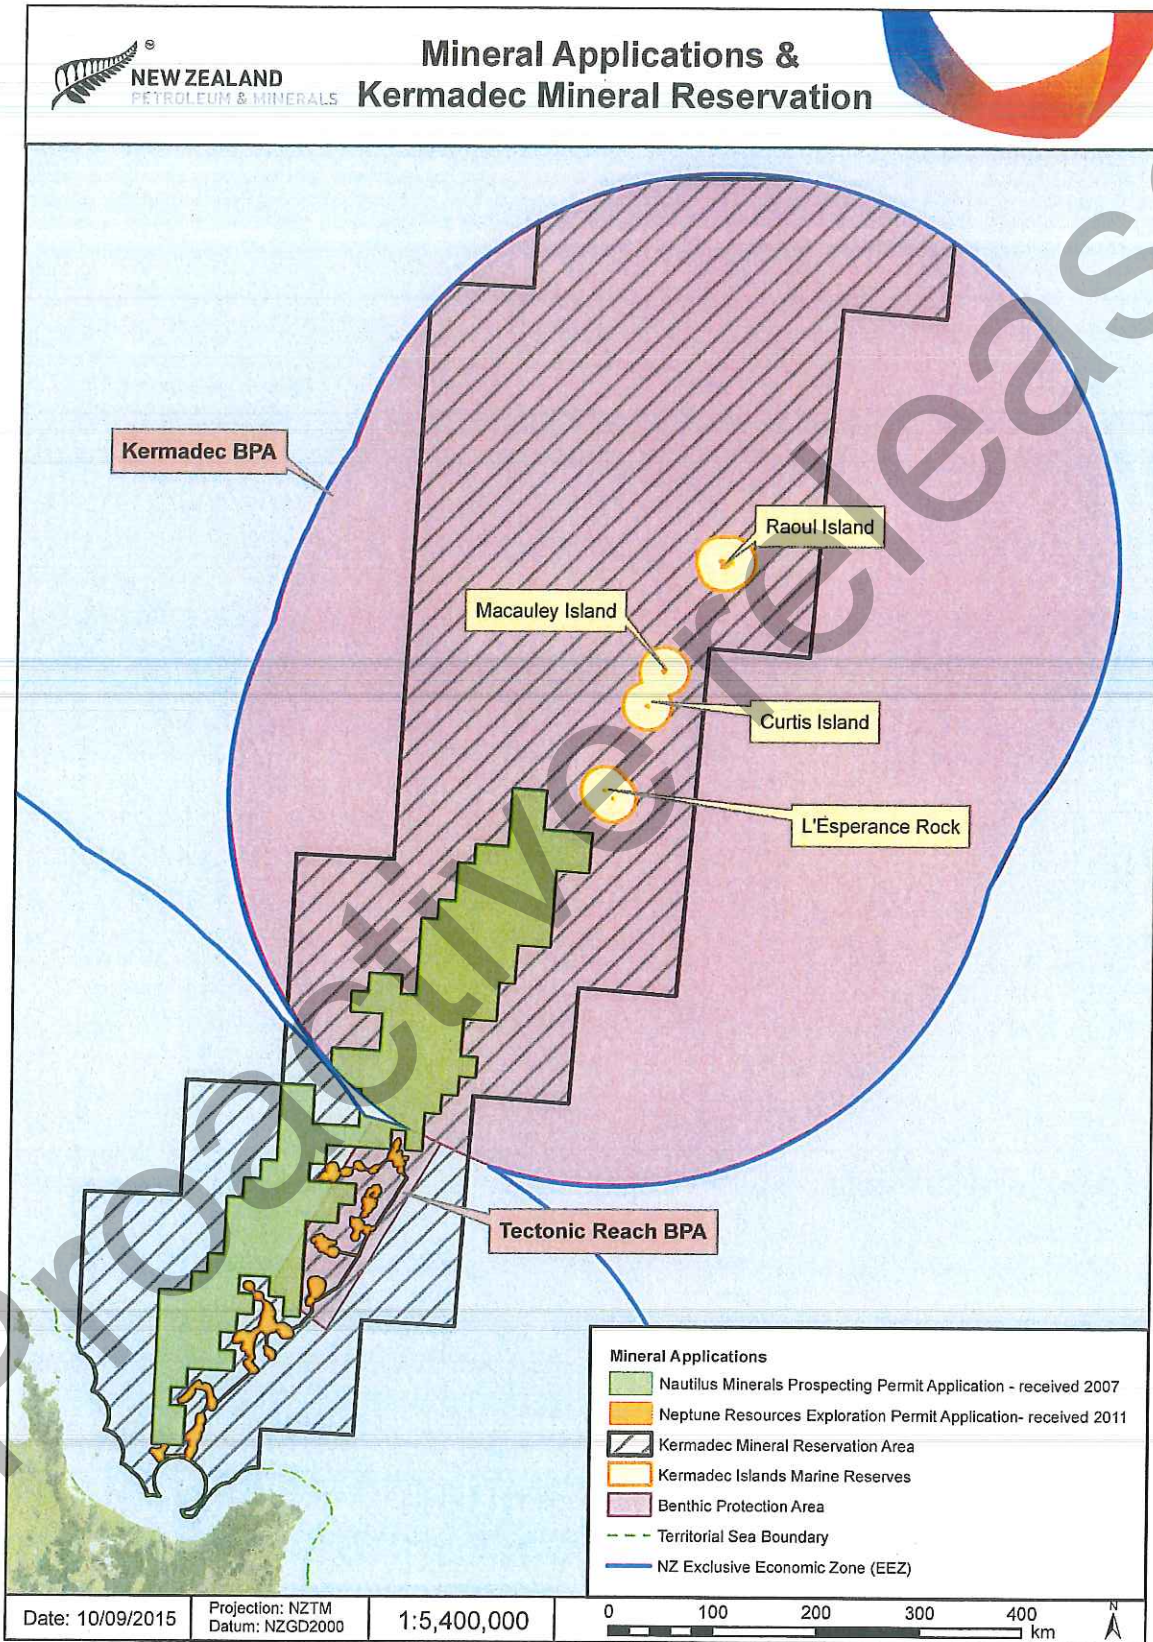 ®
NEW ZEALAND
PETROLEUM & MINERALS
Mineral Applications &
Kermadec Mineral Reservation
Kermadec BPA
Raoul Island
Macauley Island
Curtis Island
L'Esperance Rock
Tectonic Reach BPA
Mineral Applications
Nautilus Minerals Prospecting Permit Application - received 2007
Neptune Resources Exploration Permit Application- received 2011
Kermadec Mineral Reservation Area
Kermadec Islands Marine Reserves
Benthic Protection Area
Territorial Sea Boundary
NZ Exclusive Economic Zone (EEZ)
Date: 10/09/2015
Projection: NZTM
Datum: NZGD2000
1:5,400,000
0 100 200 300 400
km
N
roactive releas